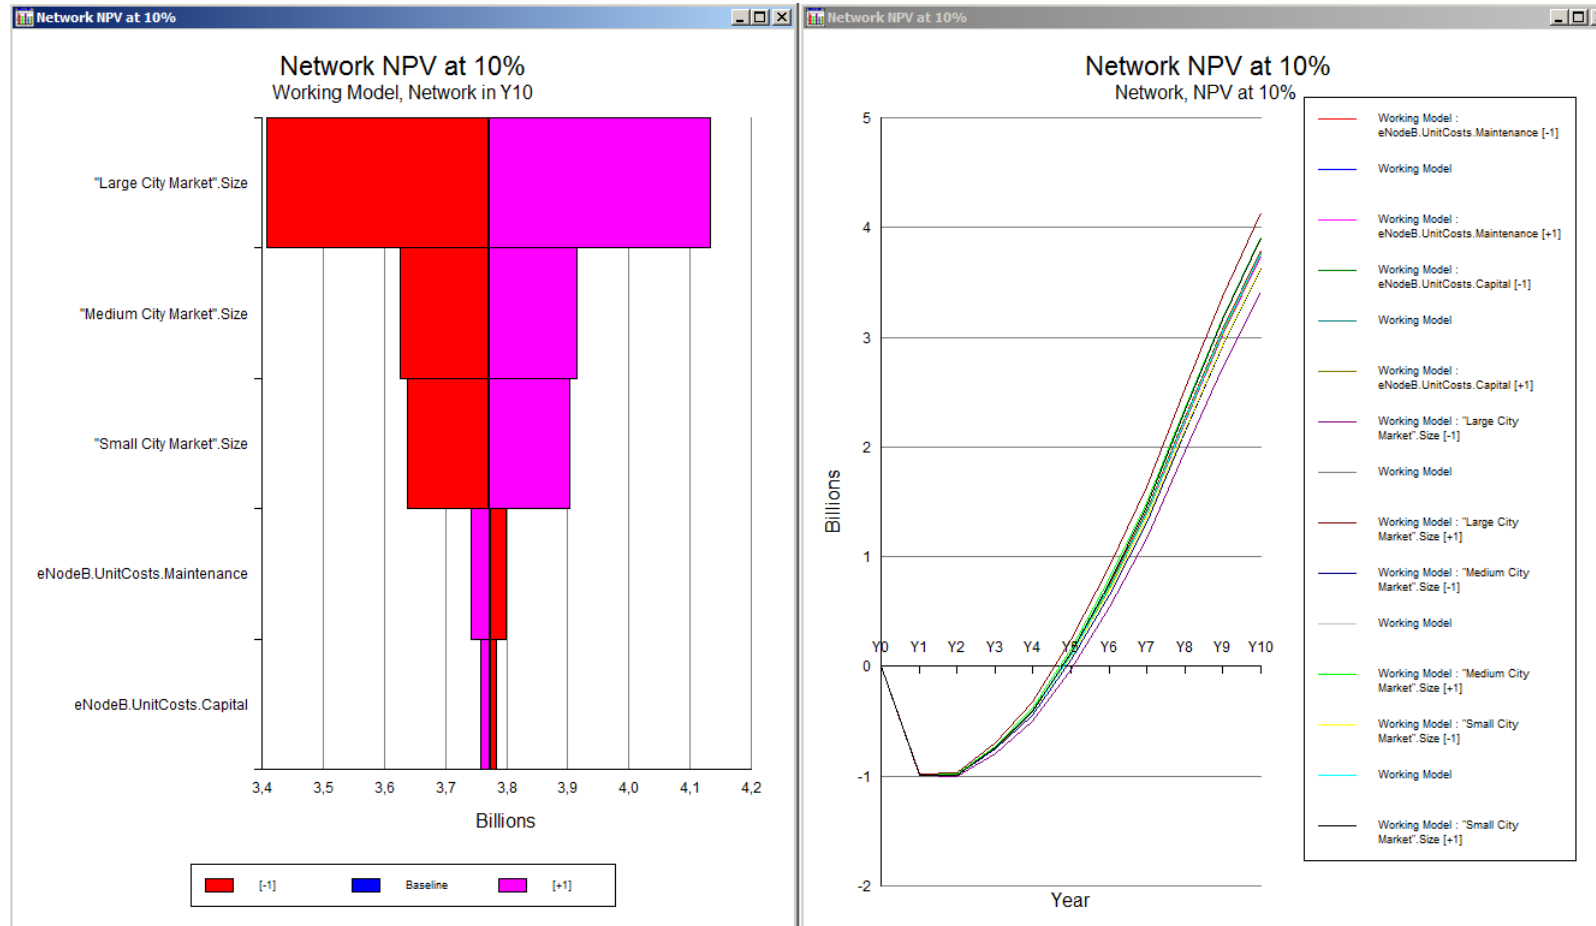 Network NPV at 10%
Network NPV at 10%
Working Model, Network in Y10
"Large City Market".Size
"Medium City Market".Size
"Small City Market".Size
eNodeB.UnitCosts.Maintenance
eNodeB.UnitCosts.Capital
3,4 3,5 3,6 3,7 3,8 3,9 4,0 4,1 4,2
Billions
[-1] Baseline [+1]
Network NPV at 10%
Network NPV at 10%
Network, NPV at 10%
5
4
3
2
1
0
-1
-2
Billions
Y0 Y1 Y2 Y3 Y4 Y5 Y6 Y7 Y8 Y9 Y10
Year
Working Model :
eNodeB.UnitCosts.Maintenance [-1]
Working Model
Working Model :
eNodeB.UnitCosts.Maintenance [+1]
Working Model :
eNodeB.UnitCosts.Capital [-1]
Working Model
Working Model :
eNodeB.UnitCosts.Capital [+1]
Working Model : "Large City
Market".Size [-1]
Working Model
Working Model : "Large City
Market".Size [+1]
Working Model : "Medium City
Market".Size [-1]
Working Model
Working Model : "Medium City
Market".Size [+1]
Working Model : "Small City
Market".Size [-1]
Working Model
Working Model : "Small City
Market".Size [+1]